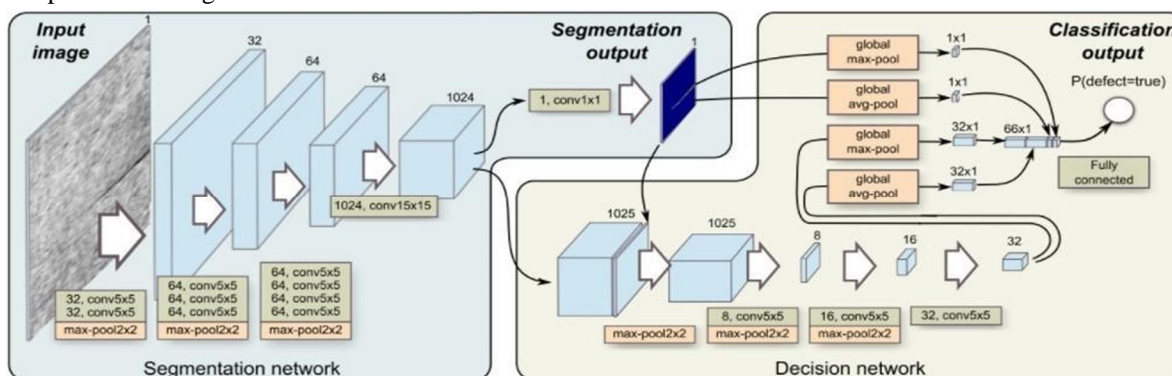 Input
image
1
32
64
64
1024
1, conv1x1
Segmentation
output
1
1024, conv15x15
32, conv5x5
32, conv5x5
max-pool2x2
64, conv5x5
64, conv5x5
64, conv5x5
max-pool2x2
64, conv5x5
64, conv5x5
64, conv5x5
64, conv5x5
max-pool2x2
Segmentation network
Classification
output
global
max-pool
1x1
global
avg-pool
1x1
global
max-pool
32x1
global
avg-pool
32x1
66x1
P(defect=true)
Fully
connected
1025
1025
8
16
32
max-pool2x2
8, conv5x5
max-pool2x2
16, conv5x5
max-pool2x2
32, conv5x5
Decision network